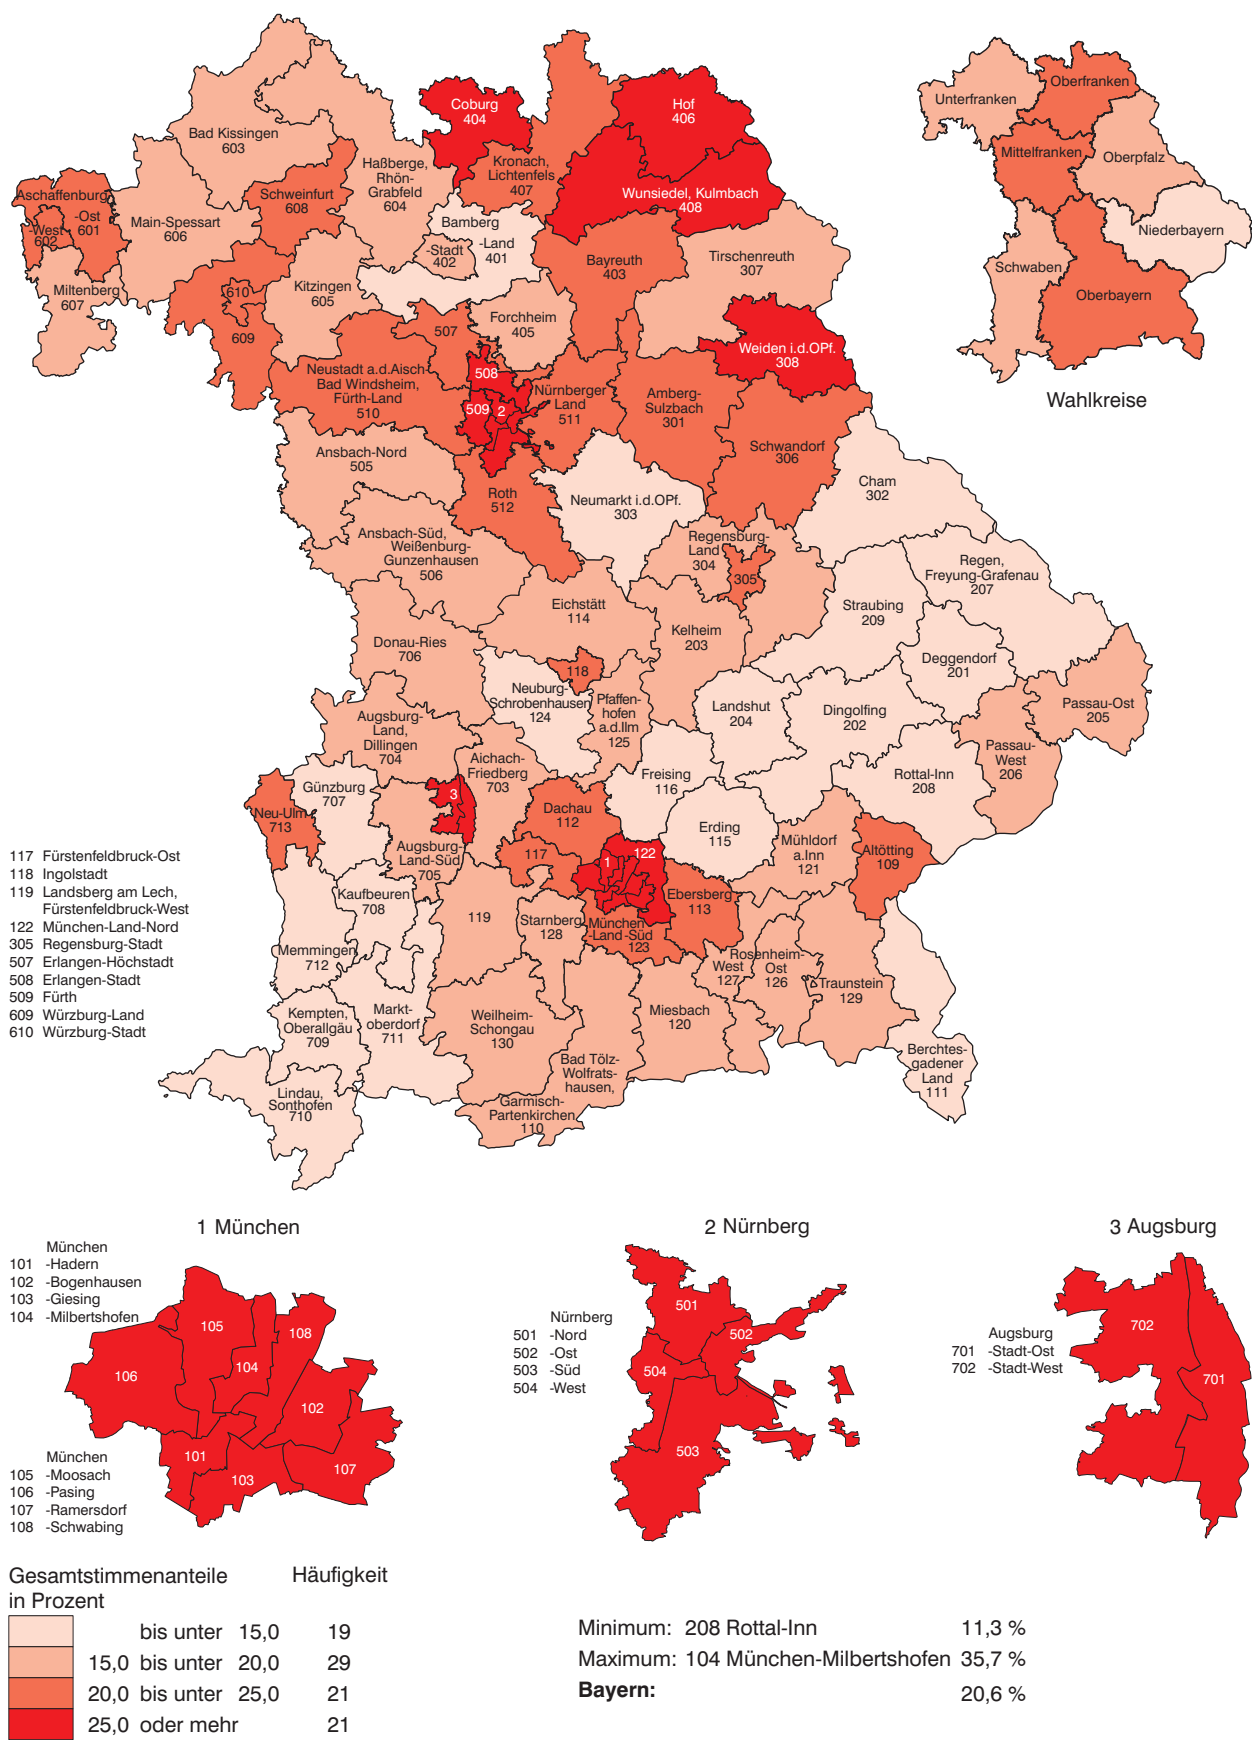 Coburg
404
Hof
406
Kronach,
Lichtenfels
407
Wunsiedel, Kulmbach
408
Bad Kissingen
603
Haßberge,
Rhön-
Grabfeld
604
Schweinfurt
608
Aschaffenburg
-Ost
601
-West
602
Main-Spessart
606
Miltenberg
607
Bamberg
-Land
401
-Stadt
402
Bayreuth
403
Tirschenreuth
307
Kitzingen
605
610
609
Forchheim
405
507
508
509
2
Neustadt a.d.Aisch
Bad Windsheim,
Fürth-Land
510
Nürnberger
Land
511
Amberg-
Sulzbach
301
Weiden i.d.OPf.
308
Schwandorf
306
Ansbach-Nord
505
Roth
512
Neumarkt i.d.OPf.
303
Cham
302
Ansbach-Süd,
Weißenburg-
Gunzenhausen
506
Regensburg-
Land
304
305
Regen,
Freyung-Grafenau
207
Straubing
209
Eichstätt
114
Kelheim
203
Donau-Ries
706
Deggendorf
201
118
Neuburg-
Schrobenhausen
124
Pfaffen-
hofen
a.d.Ilm
125
Landshut
204
Dingolfing
202
Passau-Ost
205
Passau-
West
206
Augsburg-
Land,
Dillingen
704
Aichach-
Friedberg
703
Freising
116
Rottal-Inn
208
Günzburg
707
3
Neu-Ulm
713
Dachau
112
Erding
115
Mühldorf
a.Inn
121
Altötting
109
Augsburg-
Land-Süd
705
117
1
122
Ebersberg
113
Kaufbeuren
708
119
Starnberg
128
München
-Land-Süd
123
Memmingen
712
Rosenheim-
West
127
Ost
126
Traunstein
129
Kempten,
Oberallgäu
709
Markt-
oberdorf
711
Weilheim-
Schongau
130
Miesbach
120
Bad Tölz-
Wolfrats-
hausen,
Garmisch-
Partenkirchen
110
Berchtes-
gadener
Land
111
Lindau,
Sonthofen
710
Unterfranken
Oberfranken
Mittelfranken
Oberpfalz
Niederbayern
Schwaben
Oberbayern
Wahlkreise
117 Fürstenfeldbruck-Ost
118 Ingolstadt
119 Landsberg am Lech,
Fürstenfeldbruck-West
122 München-Land-Nord
305 Regensburg-Stadt
507 Erlangen-Höchstadt
508 Erlangen-Stadt
509 Fürth
609 Würzburg-Land
610 Würzburg-Stadt
1 München
München
101 -Hadern
102 -Bogenhausen
103 -Giesing
104 -Milbertshofen
105
108
104
106
102
101
103
107
München
105 -Moosach
106 -Pasing
107 -Ramersdorf
108 -Schwabing
2 Nürnberg
Nürnberg
501 -Nord
502 -Ost
503 -Süd
504 -West
501
502
504
503
3 Augsburg
Augsburg
701 -Stadt-Ost
702 -Stadt-West
702
701
Gesamtstimmenanteile Häufigkeit
in Prozent
bis unter 15,0 19
15,0 bis unter 20,0 29
20,0 bis unter 25,0 21
25,0 oder mehr 21
Minimum: 208 Rottal-Inn 11,3 %
Maximum: 104 München-Milbertshofen 35,7 %
Bayern: 20,6 %